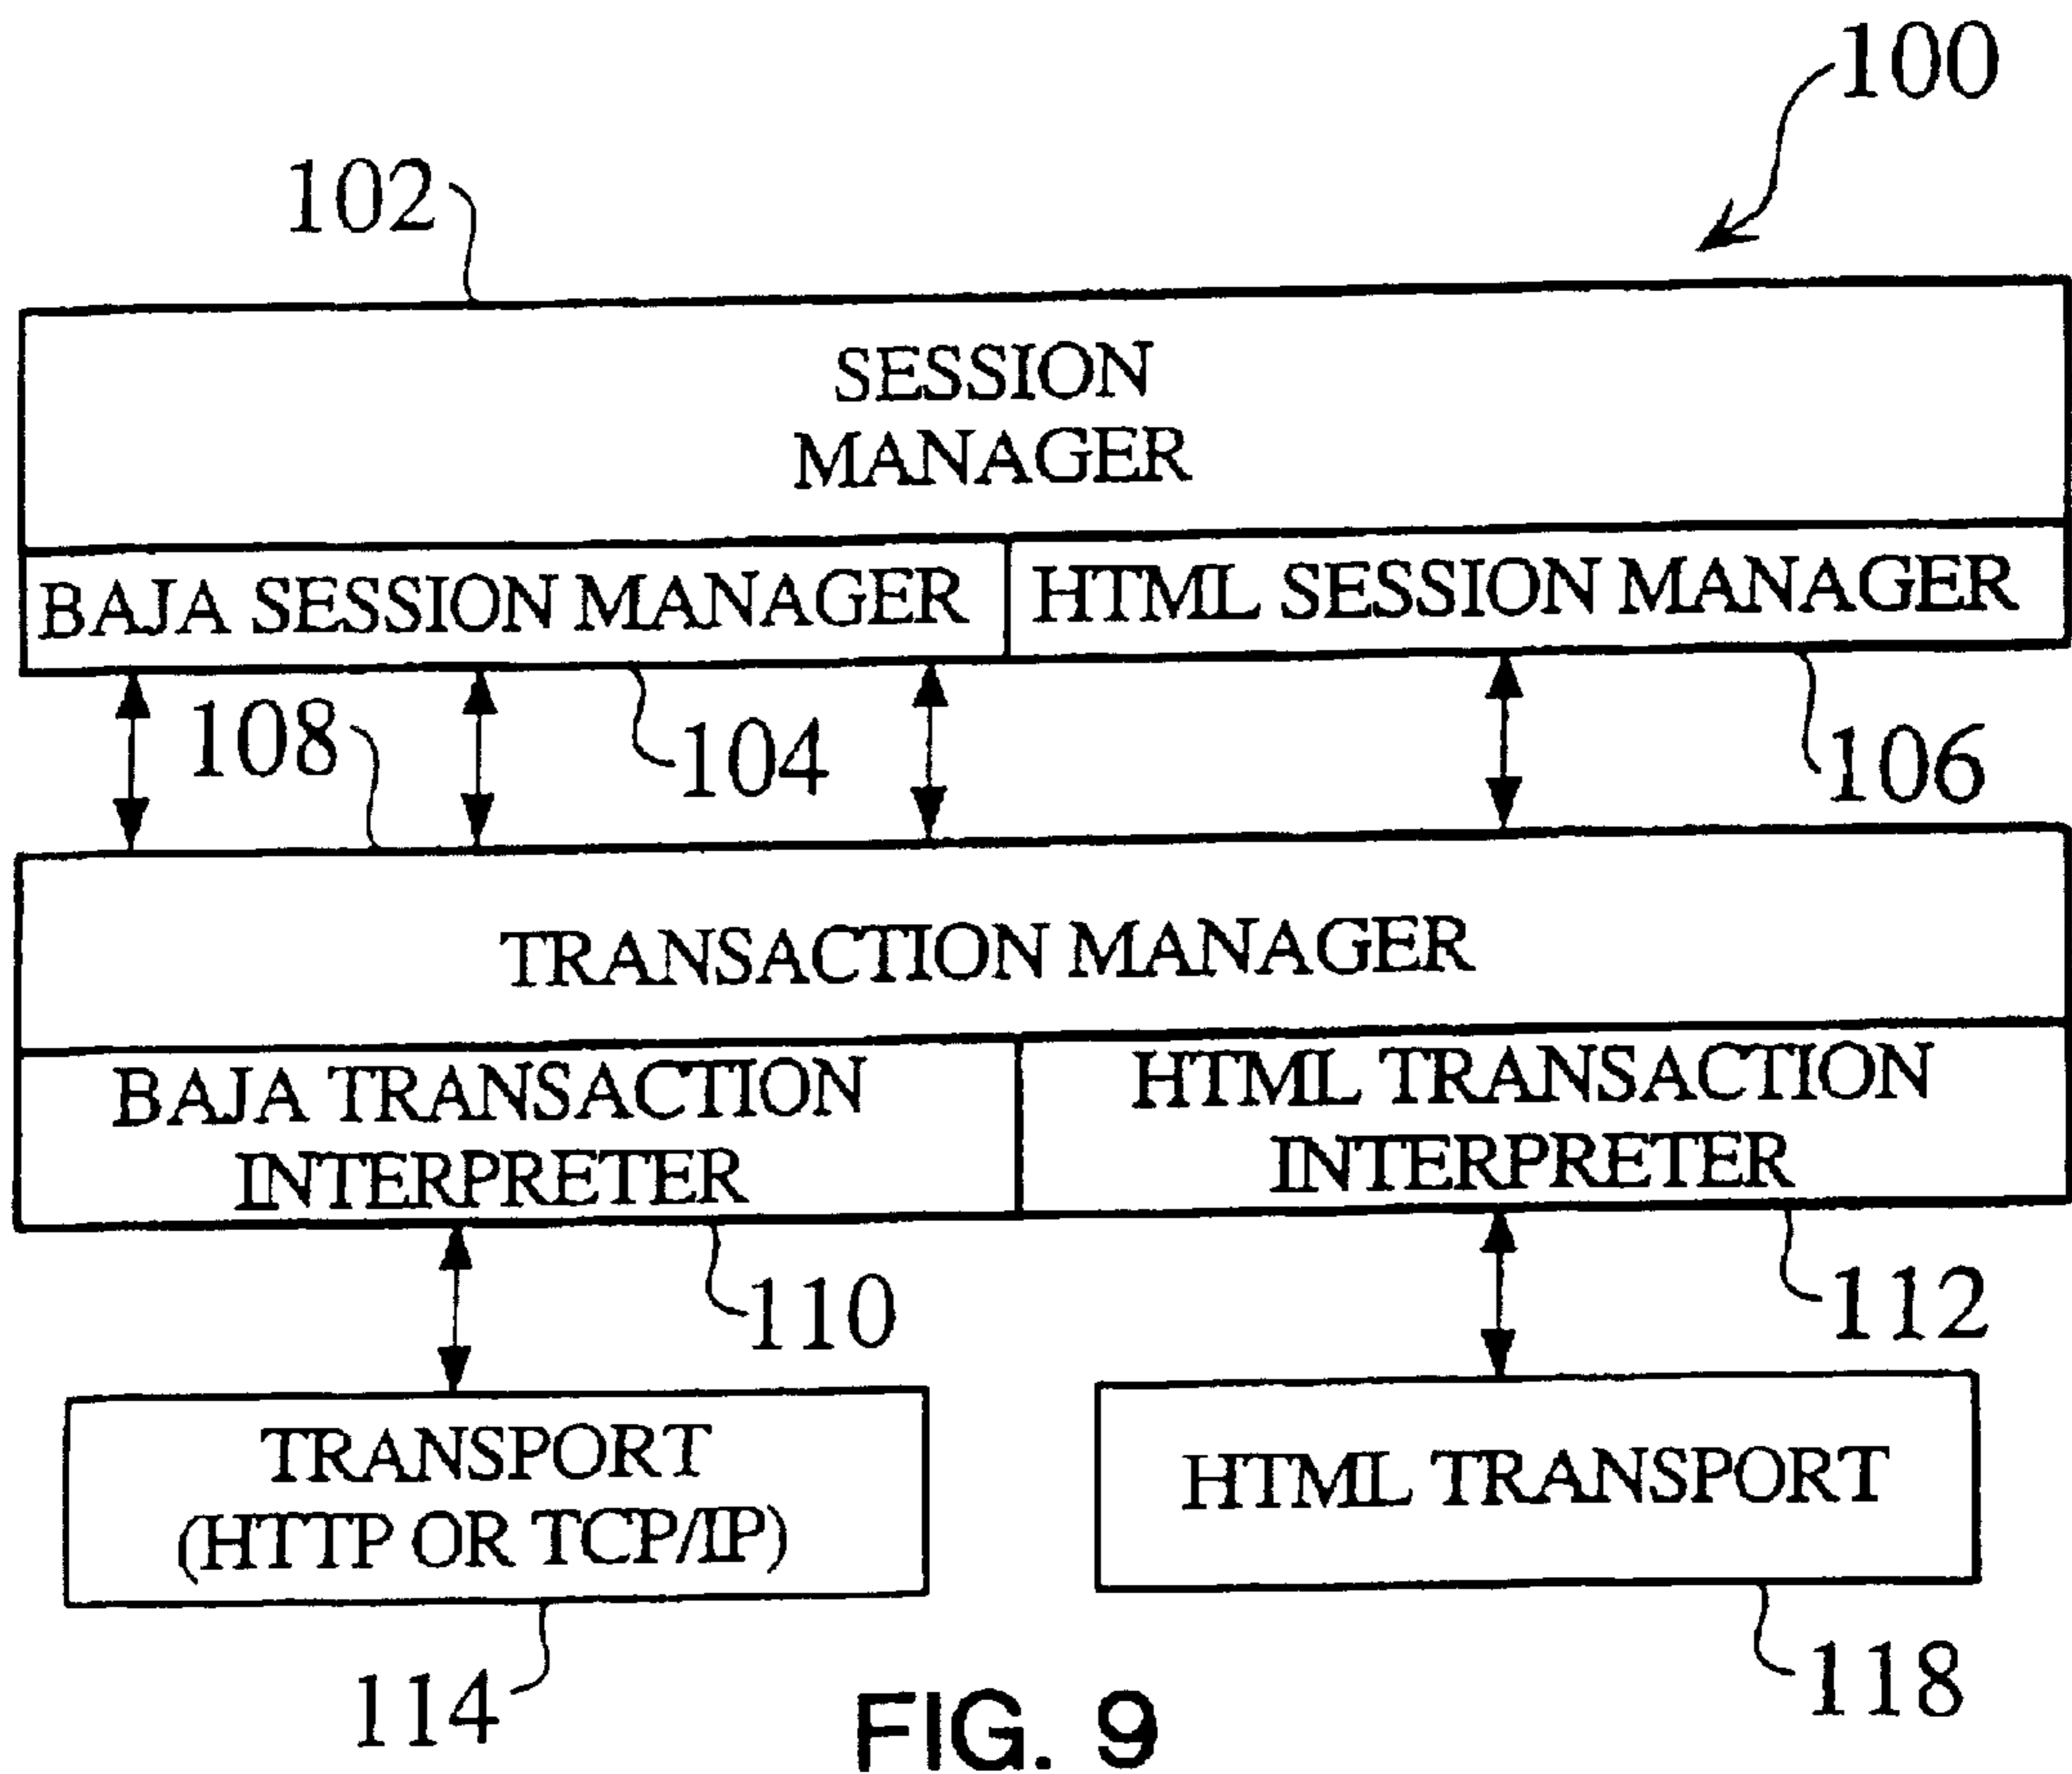 100
102
SESSION
MANAGER
BAJA SESSION MANAGER
HTML SESSION MANAGER
108
104
106
TRANSACTION MANAGER
BAJA TRANSACTION
INTERPRETER
HTML TRANSACTION
INTERPRETER
110
112
TRANSPORT
(HTTP OR TCP/IP)
HTML TRANSPORT
114
118
FIG. 9